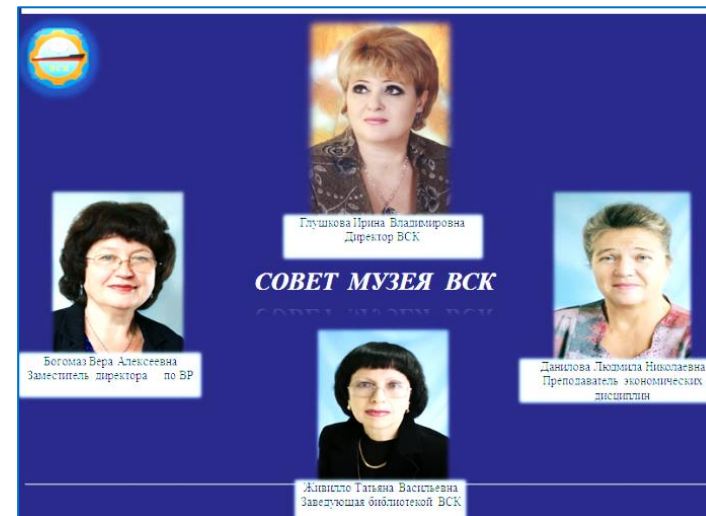 ВСК
Глушкова Ирина Владимировна
Директор ВСК
СОВЕТ МУЗЕЯ ВСК
Богомаз Вера Алексеевна
Заместитель директора по ВР
Данилова Людмила Николаевна
Преподаватель экономических
дисциплин
Живилло Татьяна Васильевна
Заведующая библиотекой ВСК